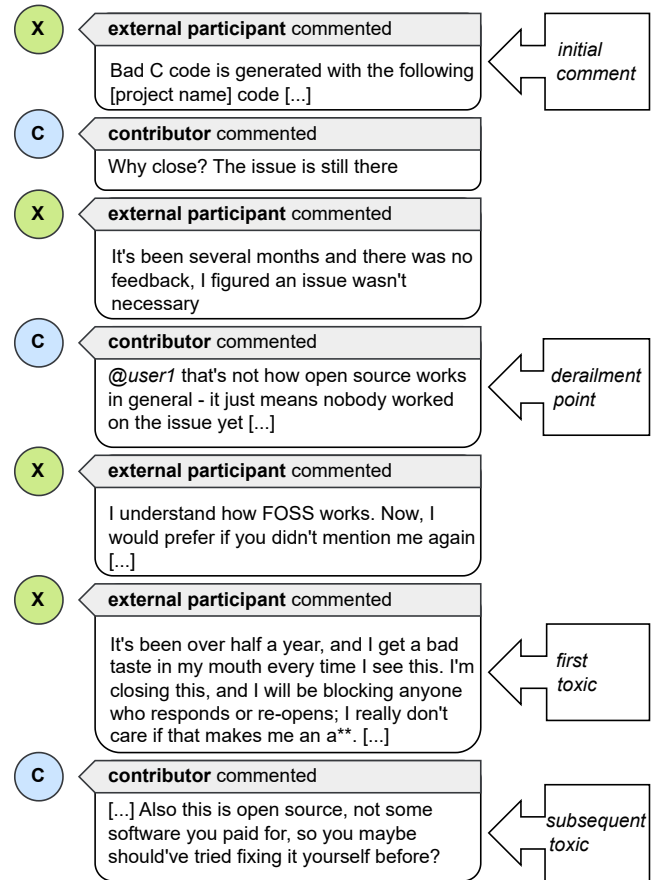 X
external participant commented
initial
comment
Bad C code is generated with the following
[project name] code [...]
C
contributor commented
Why close? The issue is still there
X
external participant commented
It's been several months and there was no
feedback, I figured an issue wasn't
necessary
C
contributor commented
@user1 that's not how open source works
in general - it just means nobody worked
on the issue yet [...]
derailment
point
X
external participant commented
I understand how FOSS works. Now, I
would prefer if you didn't mention me again
[...]
X
external participant commented
It's been over half a year, and I get a bad
taste in my mouth every time I see this. I'm
closing this, and I will be blocking anyone
who responds or re-opens; I really don't
care if that makes me an a**. [...]
first
toxic
C
contributor commented
[...] Also this is open source, not some
software you paid for, so you maybe
should've tried fixing it yourself before?
subsequent
toxic